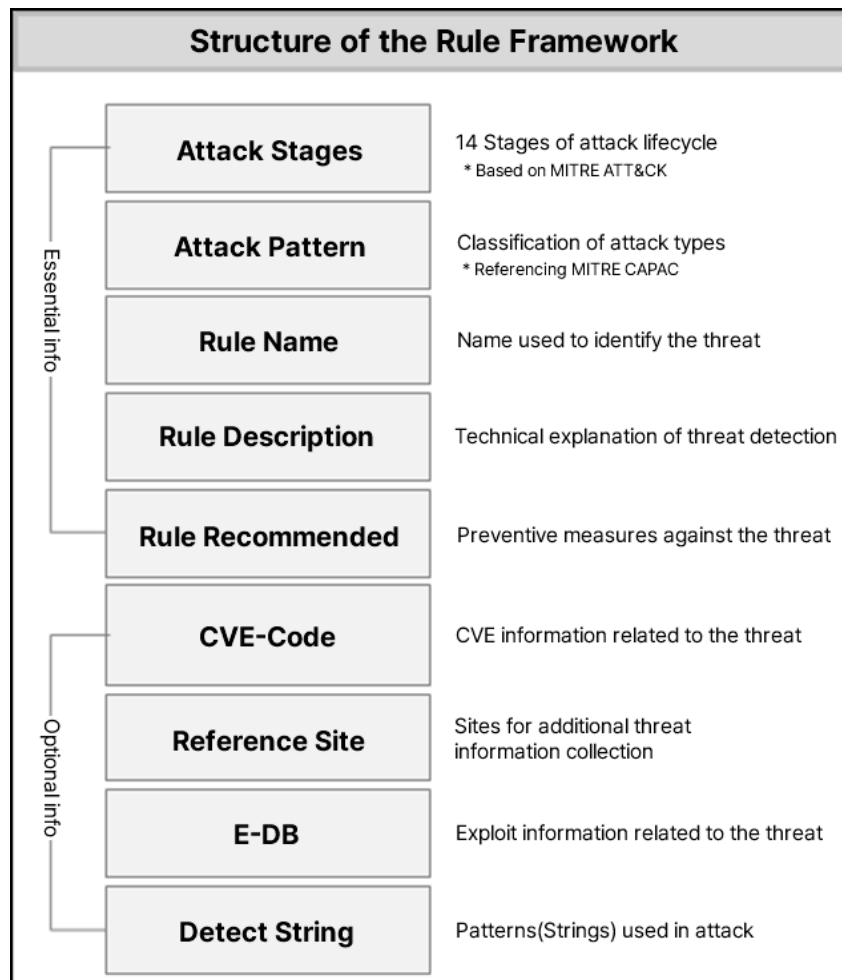 Structure of the Rule Framework
Attack Stages
14 Stages of attack lifecycle
* Based on MITRE ATT&CK
Attack Pattern
Classification of attack types
* Referencing MITRE CAPAC
Rule Name
Name used to identify the threat
Rule Description
Technical explanation of threat detection
Rule Recommended
Preventive measures against the threat
Essential info
CVE-Code
CVE information related to the threat
Reference Site
Sites for additional threat
information collection
E-DB
Exploit information related to the threat
Detect String
Patterns(Strings) used in attack
Optional info